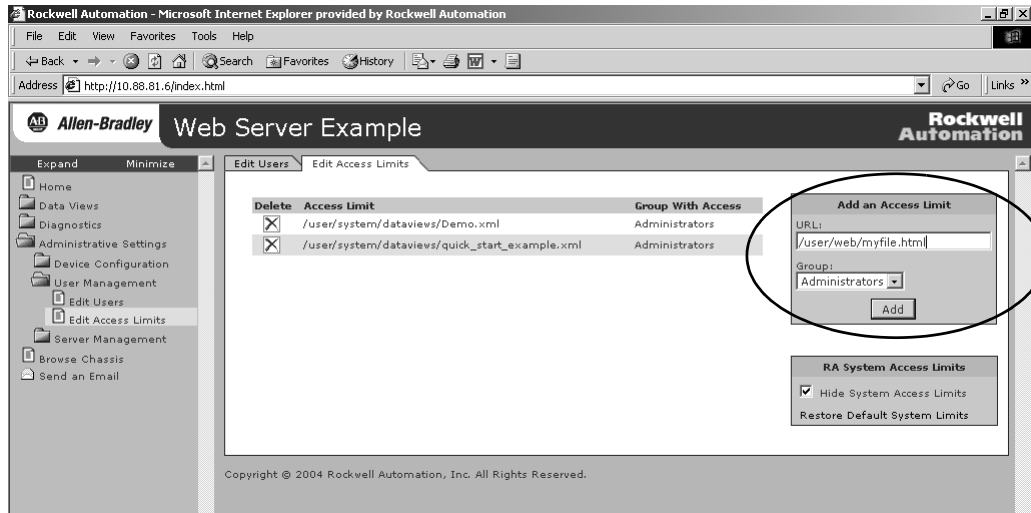 Rockwell Automation - Microsoft Internet Explorer provided by Rockwell Automation
File Edit View Favorites Tools Help
Back Search Favorites History
Address http://10.88.81.6/index.html Go Links »
AB Allen-Bradley Web Server Example Rockwell Automation
Expand Minimize
Home
Data Views
Diagnostics
Administrative Settings
Device Configuration
User Management
Edit Users
Edit Access Limits
Server Management
Browse Chassis
Send an Email
Edit Users Edit Access Limits
Delete Access Limit Group With Access
/user/system/dataviews/Demo.xml Administrators
/user/system/dataviews/quick_start_example.xml Administrators
Add an Access Limit
URL:
/user/web/myfile.html
Group:
Administrators
Add
RA System Access Limits
Hide System Access Limits
Restore Default System Limits
Copyright © 2004 Rockwell Automation, Inc. All Rights Reserved.